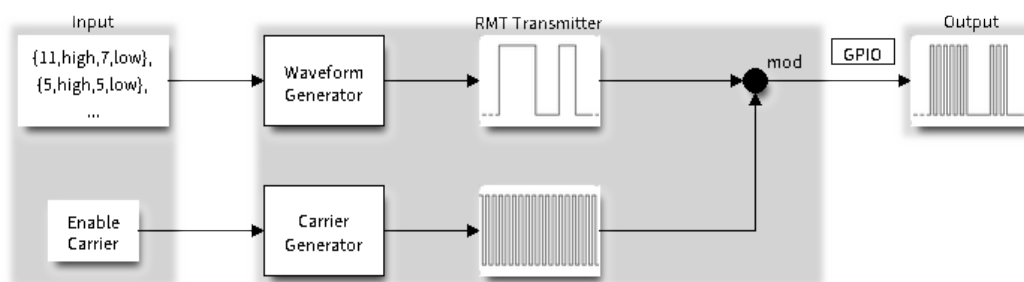 Input
RMT Transmitter
Output
{11,high,7,low},
{5,high,5,low},
...
Waveform
Generator
mod
GPIO
Enable
Carrier
Carrier
Generator